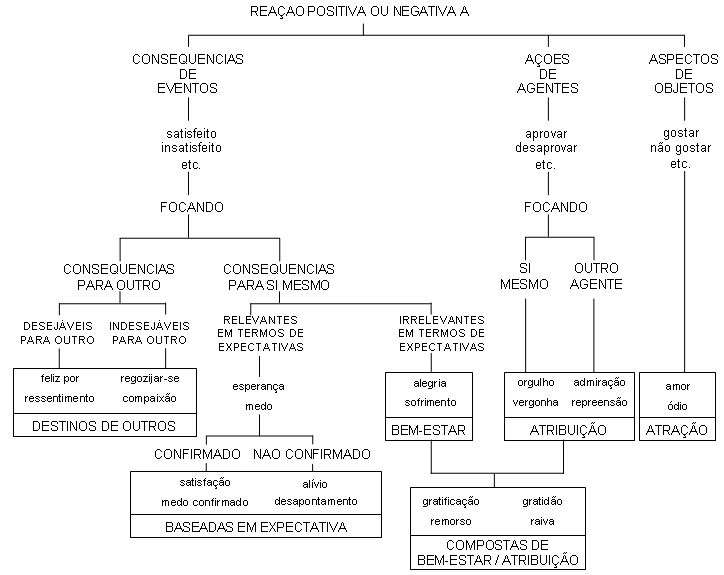 REAÇAO POSITIVA OU NEGATIVA A
CONSEQUENCIAS
DE
EVENTOS
AÇOES
DE
AGENTES
ASPECTOS
DE
OBJETOS
satisfeito
insatisfeito
etc.
aprovar
desaprovar
etc.
gostar
não gostar
etc.
FOCANDO
FOCANDO
CONSEQUENCIAS
PARA OUTRO
CONSEQUENCIAS
PARA SI MESMO
SI
MESMO
OUTRO
AGENTE
DESEJÁVEIS
PARA OUTRO
INDESEJÁVEIS
PARA OUTRO
RELEVANTES
EM TERMOS DE
EXPECTATIVAS
IRRELEVANTES
EM TERMOS DE
EXPECTATIVAS
feliz por
ressentimento
regozijar-se
compaixão
DESTINOS DE OUTROS
esperança
medo
alegria
sofrimento
BEM-ESTAR
orgulho
vergonha
admiração
repreensão
ATRIBUIÇÃO
amor
ódio
ATRAÇÃO
CONFIRMADO
NAO CONFIRMADO
satisfação
medo confirmado
alívio
desapontamento
BASEADAS EM EXPECTATIVA
gratificação
remorso
gratidão
raiva
COMPOSTAS DE
BEM-ESTAR / ATRIBUIÇÃO